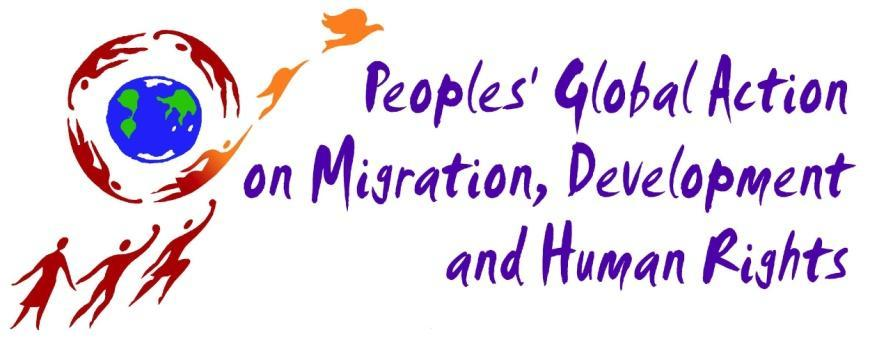 Peoples' Global Action
on Migration, Development
and Human Rights